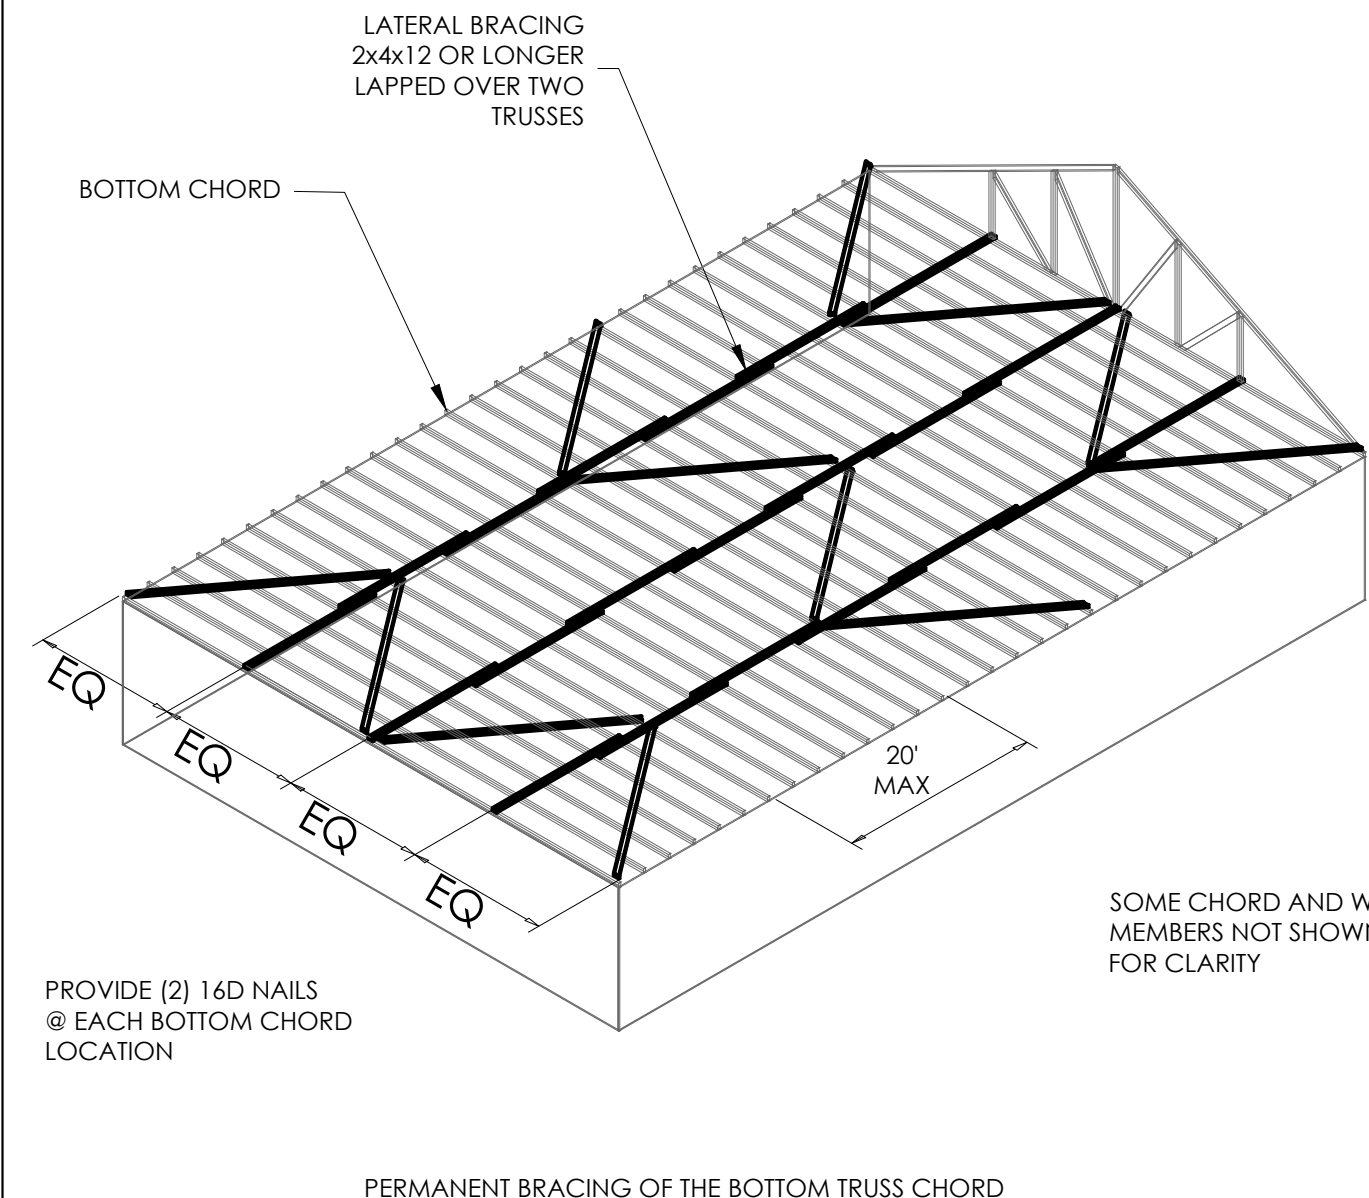 LATERAL BRACING
2x4x12 OR LONGER
LAPPED OVER TWO
TRUSSES
BOTTOM CHORD
EQ
EQ
EQ
EQ
20'
MAX
SOME CHORD AND
MEMBERS NOT SHOWN
FOR CLARITY
PROVIDE (2) 16D NAILS
@ EACH BOTTOM CHORD
LOCATION
PERMANENT BRACING OF THE BOTTOM TRUSS CHORD